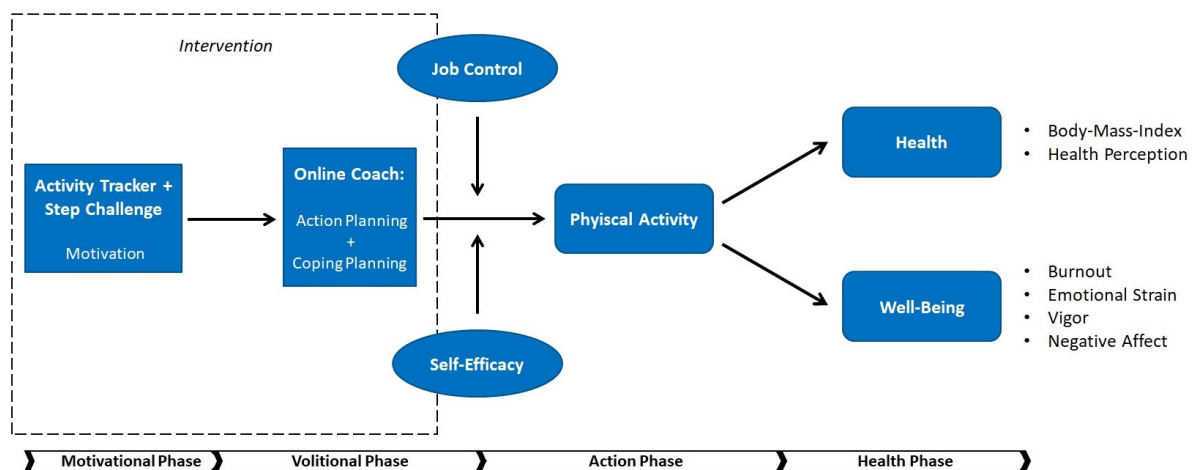 Intervention
Job Control
Activity Tracker +
Step Challenge
Motivation
Online Coach:
Action Planning
+
Coping Planning
Self-Efficacy
Phyiscal Activity
Health
• Body-Mass-Index
• Health Perception
Well-Being
• Burnout
• Emotional Strain
• Vigor
• Negative Affect
Motivational Phase
Volitional Phase
Action Phase
Health Phase